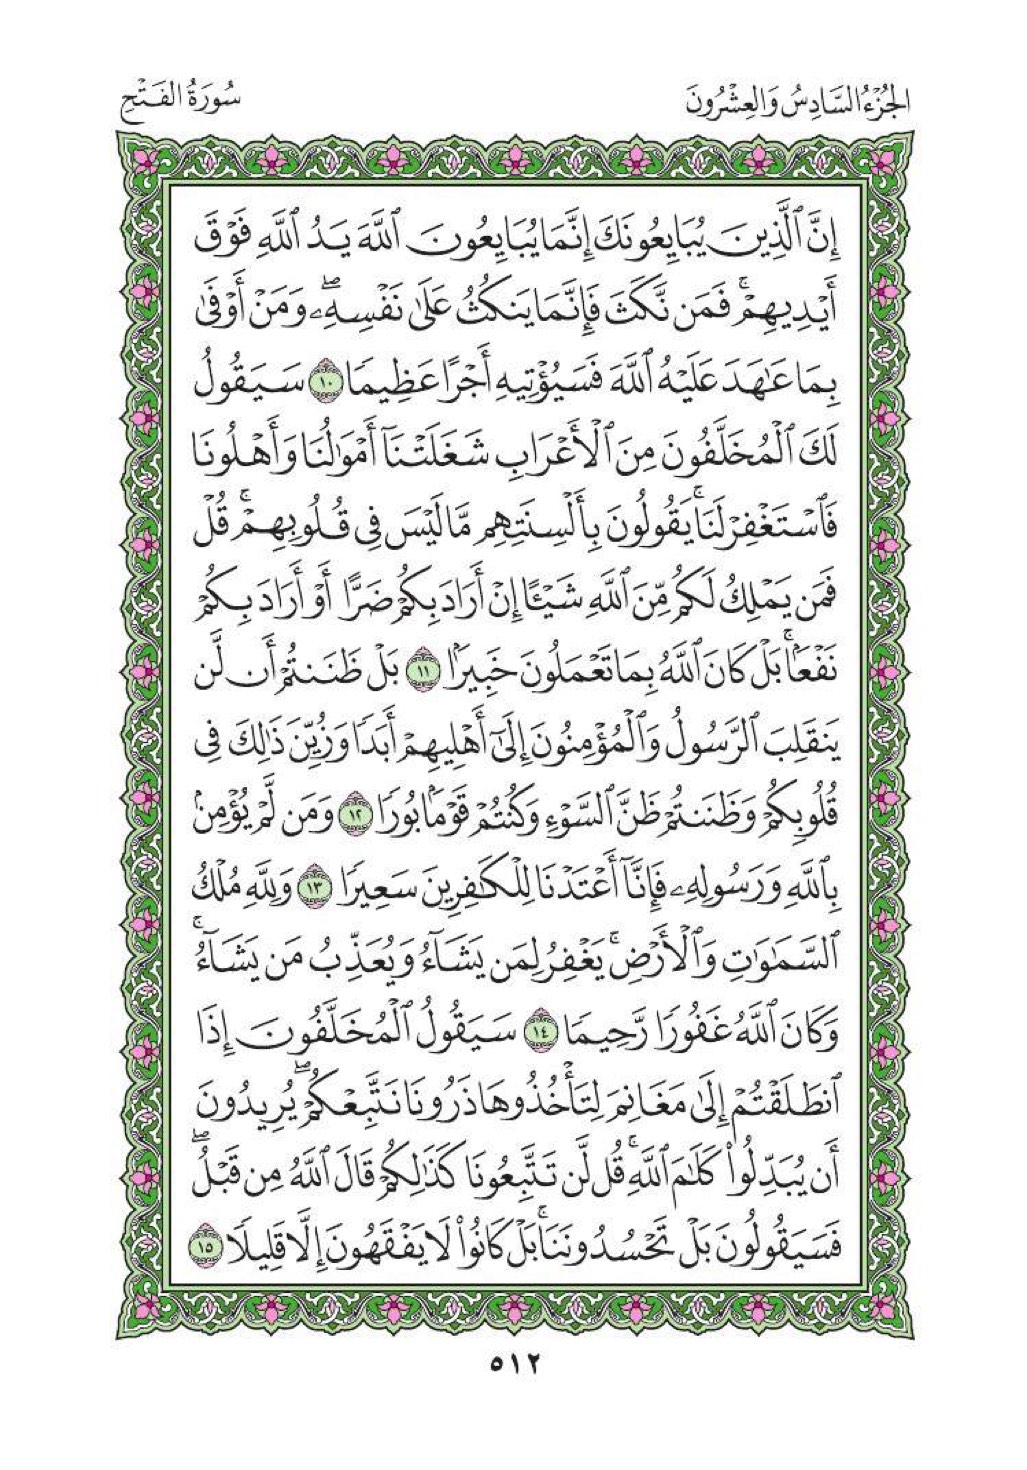 الجُزْءُ السَّادِسُ وَالعِشْرُونَ
سُورَةُ الفَتْحِ
إِنَّ ٱلَّذِينَ يُبَايِعُونَكَ إِنَّمَا يُبَايِعُونَ ٱللَّهَ يَدُ ٱللَّهِ فَوْقَ
أَيْدِيهِمْۚ فَمَن نَّكَثَ فَإِنَّمَا يَنكُثُ عَلَىٰ نَفْسِهِۦۖ وَمَنْ أَوْفَىٰ
بِمَا عَٰهَدَ عَلَيْهُ ٱللَّهَ فَسَيُؤْتِيهِ أَجْرًا عَظِيمًا ١٠ سَيَقُولُ
لَكَ ٱلْمُخَلَّفُونَ مِنَ ٱلْأَعْرَابِ شَغَلَتْنَآ أَمْوَٰلُنَا وَأَهْلُونَا
فَٱسْتَغْفِرْ لَنَاۚ يَقُولُونَ بِأَلْسِنَتِهِم مَّا لَيْسَ فِى قُلُوبِهِمْۚ قُلْ
فَمَن يَمْلِكُ لَكُم مِّنَ ٱللَّهِ شَيْـًٔا إِنْ أَرَادَ بِكُمْ ضَرًّا أَوْ أَرَادَ بِكُمْ
نَفْعَۢاۚ بَلْ كَانَ ٱللَّهُ بِمَا تَعْمَلُونَ خَبِيرَۢا ١١ بَلْ ظَنَنتُمْ أَن لَّن
يَنقَلِبَ ٱلرَّسُولُ وَٱلْمُؤْمِنُونَ إِلَىٰٓ أَهْلِيهِمْ أَبَدًا وَزُيِّنَ ذَٰلِكَ فِى
قُلُوبِكُمْ وَظَنَنتُمْ ظَنَّ ٱلسَّوْءِ وَكُنتُمْ قَوْمَۢا بُورًا ١٢ وَمَن لَّمْ يُؤْمِنۢ
بِٱللَّهِ وَرَسُولِهِۦ فَإِنَّآ أَعْتَدْنَا لِلْكَٰفِرِينَ سَعِيرًا ١٣ وَلِلَّهِ مُلْكُ
ٱلسَّمَٰوَٰتِ وَٱلْأَرْضِۚ يَغْفِرُ لِمَن يَشَآءُ وَيُعَذِّبُ مَن يَشَآءُۚ
وَكَانَ ٱللَّهُ غَفُورًا رَّحِيمًا ١٤ سَيَقُولُ ٱلْمُخَلَّفُونَ إِذَا
ٱنطَلَقْتُمْ إِلَىٰ مَغَانِمَ لِتَأْخُذُوهَا ذَرُونَا نَتَّبِعْكُمْۖ يُرِيدُونَ
أَن يُبَدِّلُوا۟ كَلَٰمَ ٱللَّهِۚ قُل لَّن تَتَّبِعُونَا كَذَٰلِكُمْ قَالَ ٱللَّهُ مِن قَبْلُۖ
فَسَيَقُولُونَ بَلْ تَحْسُدُونَنَاۚ بَلْ كَانُوا۟ لَا يَفْقَهُونَ إِلَّا قَلِيلًا ١٥
٥١٢